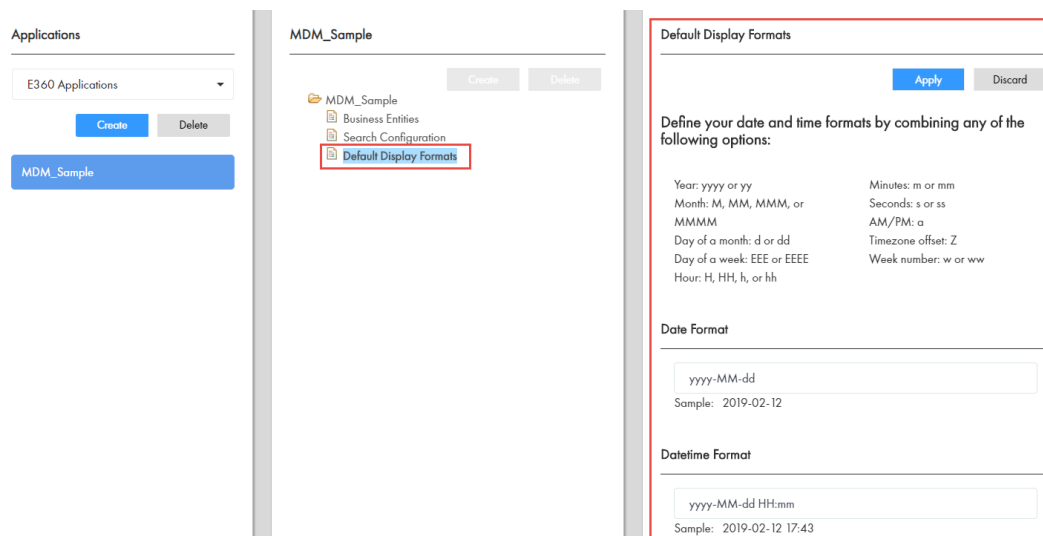 Applications
E360 Applications
Create Delete
MDM_Sample
MDM_Sample
Create Delete
MDM_Sample
Business Entities
Search Configuration
Default Display Formats
Default Display Formats
Apply Discard
Define your date and time formats by combining any of the
following options:
Year: yyyy or yy
Month: M, MM, MMM, or
MMMM
Day of a month: d or dd
Day of a week: EEE or EEEE
Hour: H, HH, h, or hh
Minutes: m or mm
Seconds: s or ss
AM/PM: a
Timezone offset: Z
Week number: w or ww
Date Format
yyyy-MM-dd
Sample: 2019-02-12
Datetime Format
yyyy-MM-dd HH:mm
Sample: 2019-02-12 17:43